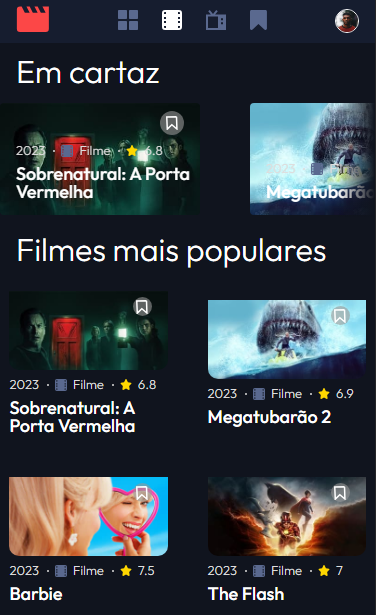 Em cartaz
2023 · Filme · 6.8
Sobrenatural: A Porta
Vermelha
2023 ·
Megatubarão
Filmes mais populares
2023 · Filme · 6.8
Sobrenatural: A
Porta Vermelha
2023 · Filme · 6.9
Megatubarão 2
2023 · Filme · 7.5
Barbie
2023 · Filme · 7
The Flash